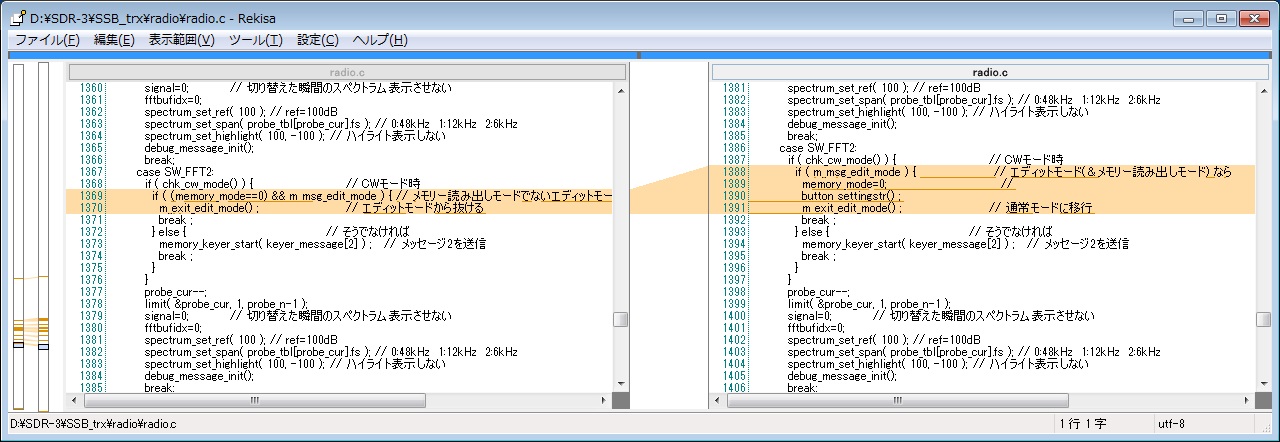 D:¥SDR-3¥SSB_trx¥radio¥radio.c - Rekisa
ファイル(F) 編集(E) 表示範囲(V) ツール(T) 設定(C) ヘルプ(H)
radio.c
1360 signal=0; // 切り替えた瞬間のスペクトラム 表示させない
1361 fftbufidx=0;
1362 spectrum_set_ref( 100 ); // ref=100dB
1363 spectrum_set_span( probe_tbl[probe_cur].fs ); // 0:48kHz 1:12kHz 2:6kHz
1364 spectrum_set_highlight( 100, -100 ); // ハイライト表示しない
1365 debug_message_init();
1366 break;
1367 case SW_FFT2:
1368 if ( chk_cw_mode() ) { // CWモード時
1369 if ( (memory_mode==0) && m_msg_edit_mode ) { // メモリー読み出しモードでないエディットモー
1370 m_exit_edit_mode() ; // エディットモードから抜ける
1371 break ;
1372 } else { // そうでなければ
1373 memory_keyer_start( keyer_message[2] ) ; // メッセージ2を送信
1374 break ;
1375 }
1376 }
1377 probe_cur--;
1378 limit( &probe_cur, 1, probe_n-1 );
1379 signal=0; // 切り替えた瞬間のスペクトラム 表示させない
1380 fftbufidx=0;
1381 spectrum_set_ref( 100 ); // ref=100dB
1382 spectrum_set_span( probe_tbl[probe_cur].fs ); // 0:48kHz 1:12kHz 2:6kHz
1383 spectrum_set_highlight( 100, -100 ); // ハイライト表示しない
1384 debug_message_init();
1385 break;
radio.c
1381 spectrum_set_ref( 100 ); // ref=100dB
1382 spectrum_set_span( probe_tbl[probe_cur].fs ); // 0:48kHz 1:12kHz 2:6kHz
1383 spectrum_set_highlight( 100, -100 ); // ハイライト表示しない
1384 debug_message_init();
1385 break;
1386 case SW_FFT2:
1387 if ( chk_cw_mode() ) { // CWモード時
1388 if ( m_msg_edit_mode ) { // エディットモード(&メモリー読み出しモード) なら
1389 memory_mode=0; //
1390 button_settingstr() ;
1391 m_exit_edit_mode() ; // 通常モードに移行
1392 break ;
1393 } else { // そうでなければ
1394 memory_keyer_start( keyer_message[2] ) ; // メッセージ2を送信
1395 break ;
1396 }
1397 }
1398 probe_cur--;
1399 limit( &probe_cur, 1, probe_n-1 );
1400 signal=0; // 切り替えた瞬間のスペクトラム 表示させない
1401 fftbufidx=0;
1402 spectrum_set_ref( 100 ); // ref=100dB
1403 spectrum_set_span( probe_tbl[probe_cur].fs ); // 0:48kHz 1:12kHz 2:6kHz
1404 spectrum_set_highlight( 100, -100 ); // ハイライト表示しない
1405 debug_message_init();
1406 break;
D:¥SDR-3¥SSB_trx¥radio¥radio.c 1 行 1 字 utf-8